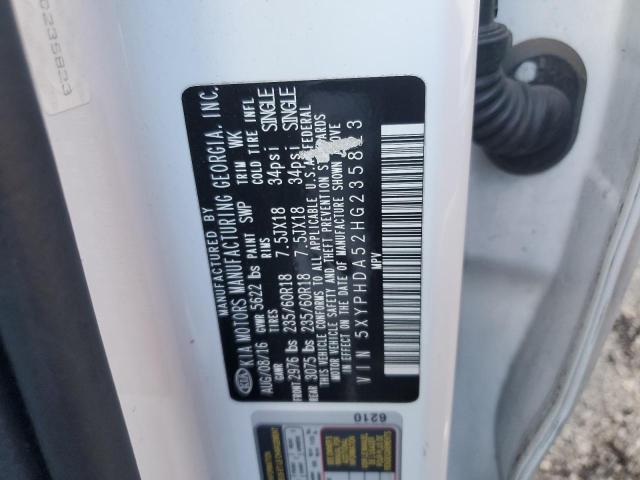 MANUFACTURED BY
KIA KIA MOTORS MANUFACTURING GEORGIA. INC.
AUG/08/16 GVWR 5622 lbs PAINT SWP TRIM WK
GAWR TIRES RIMS COLD TIRE INFL
FRONT 2976 lbs 235/60R18 7.5JX18 34psi SINGLE
REAR 3075 lbs 235/60R18 7.5JX18 34psi SINGLE
THIS VEHICLE CONFORMS TO ALL APPLICABLE U.S.A FEDERAL
MOTOR VEHICLE SAFETY AND THEFT PREVENTION
IN EFFECT ON THE DATE OF MANUFACTURE SHOWN
VIN 5XYPHDA52HG235823
MPV
6210
G235823